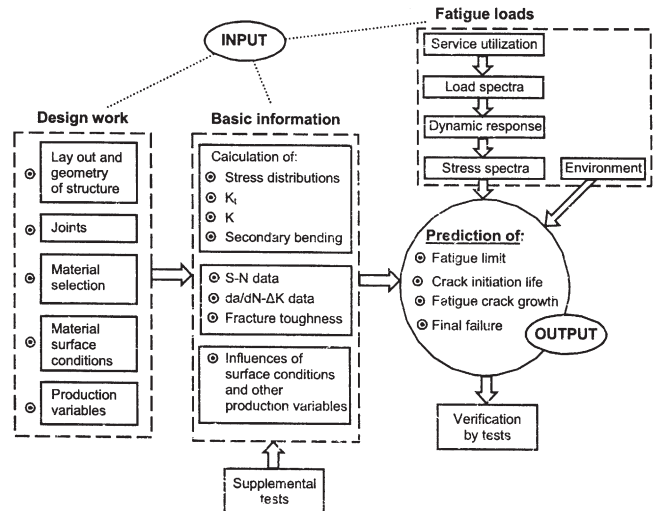 INPUT
Fatigue loads
Service utilization
Load spectra
Dynamic response
Stress spectra
Environment
Design work
Lay out and
geometry
of structure
Joints
Material
selection
Material
surface
conditions
Production
variables
Basic information
Calculation of:
Stress distributions
Kt
K
Secondary bending
S-N data
da/dN-ΔK data
Fracture toughness
Influences of
surface conditions
and other
production variables
Supplemental
tests
Prediction of:
Fatigue limit
Crack initiation life
Fatigue crack growth
Final failure
OUTPUT
Verification
by tests